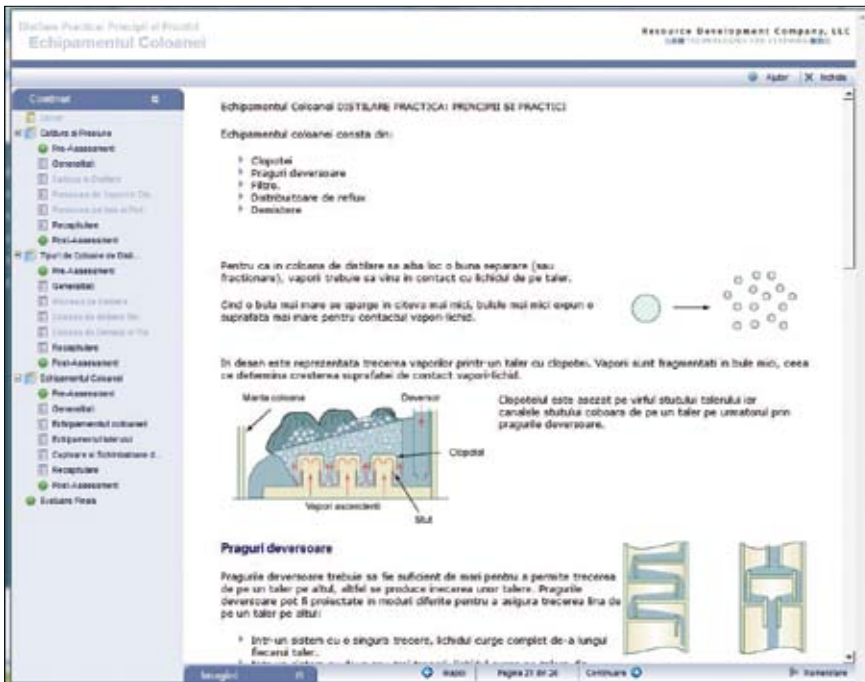 Distilare Practica: Principii si Practici
Echipamentul Coloanei
Resource Development Company, LLC
Ajutor
Inchide
Continut
Caldura si Presiune
Pre-Assessment
Generalitati
Recapitulare
Post-Assessment
Tipuri de Coloane de Disti...
Pre-Assessment
Generalitati
Recapitulare
Post-Assessment
Echipamentul Coloanei
Pre-Assessment
Generalitati
Echipamentul coloanei
Echipamentul talerului
Recapitulare
Post-Assessment
Evaluare Finala
Echipamentul Coloanei DISTILARE PRACTICA: PRINCIPII SI PRACTICI
Echipamentul coloanei consta din:
Clopotei
Praguri deversoare
Filtre.
Distribuitoare de reflux
Demistere
Pentru ca in coloana de distilare sa aiba loc o buna separare (sau
fractionare), vaporii trebuie sa vina in contact cu lichidul de pe taler.
Cind o bula mai mare se sparge in citeva mai mici, bulele mai mici expun o
suprafata mai mare pentru contactul vapori-lichid.
In desen este reprezentata trecerea vaporilor printr-un taler cu clopotei. Vaporii sunt fragmentati in bule mici, ceea
ce determina cresterea suprafatei de contact vapori-lichid.
Manta coloana
Deversor
Clopotel
Vapori ascendenti
Stut
Clopotelul este asezat pe virful stutului talerului iar
canalele stutului coboara de pe un taler pe urmatorul prin
pragurile deversoare.
Praguri deversoare
Pragurile deversoare trebuie sa fie suficient de mari pentru a permite trecerea
de pe un taler pe altul, altfel se produce inecarea unor talere. Pragurile
deversoare pot fi proiectate in moduri diferite pentru a asigura trecerea lina de
pe un taler pe altul:
Intr-un sistem cu o singura trecere, lichidul curge complet de-a lungul
fiecarui taler.
Imagini
Inapoi
Pagina 21 din 26
Continuare